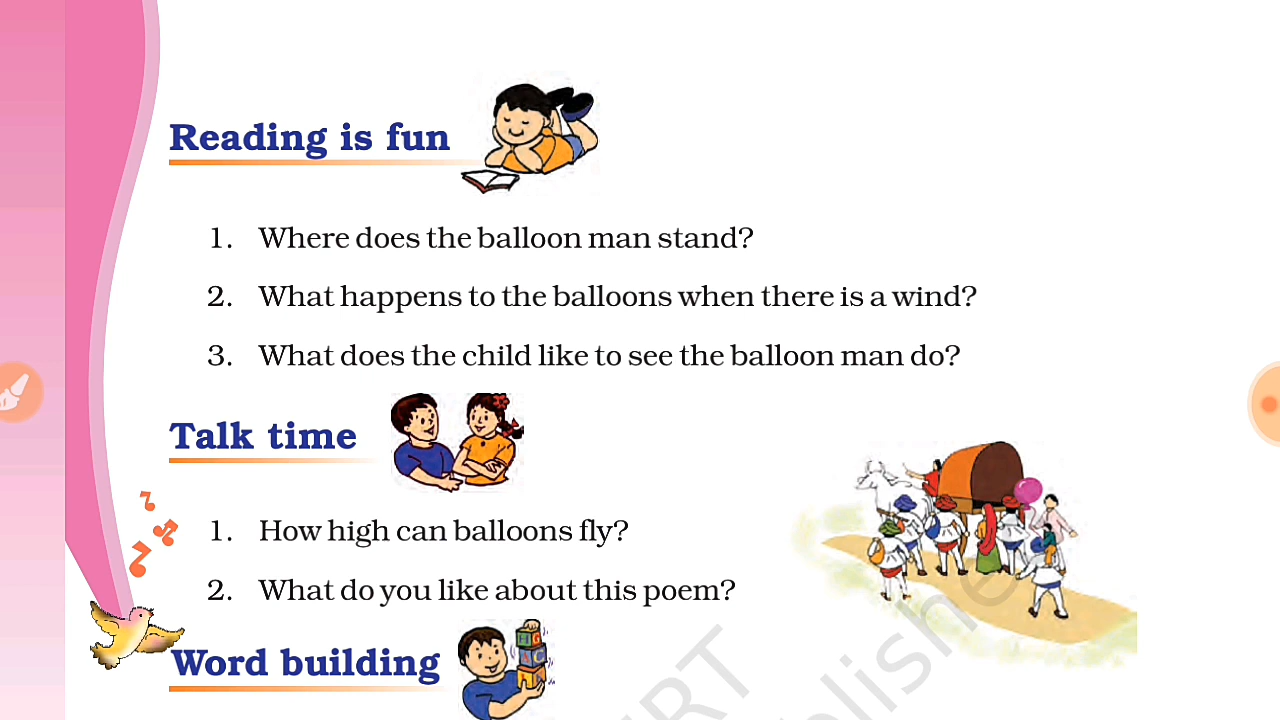 Reading is fun
1. Where does the balloon man stand?
2. What happens to the balloons when there is a wind?
3. What does the child like to see the balloon man do?
Talk time
1. How high can balloons fly?
2. What do you like about this poem?
Word building